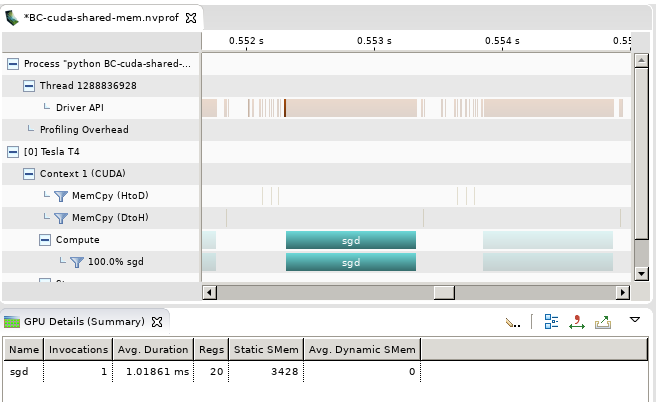 *BC-cuda-shared-mem.nvprof
0.552 s 0.553 s 0.554 s 0.55
Process "python BC-cuda-shared-...
Thread 1288836928
Driver API
Profiling Overhead
[0] Tesla T4
Context 1 (CUDA)
MemCpy (HtoD)
MemCpy (DtoH)
Compute sgd
100.0% sgd sgd
GPU Details (Summary)
Name Invocations Avg. Duration Regs Static SMem Avg. Dynamic SMem
sgd 1 1.01861 ms 20 3428 0